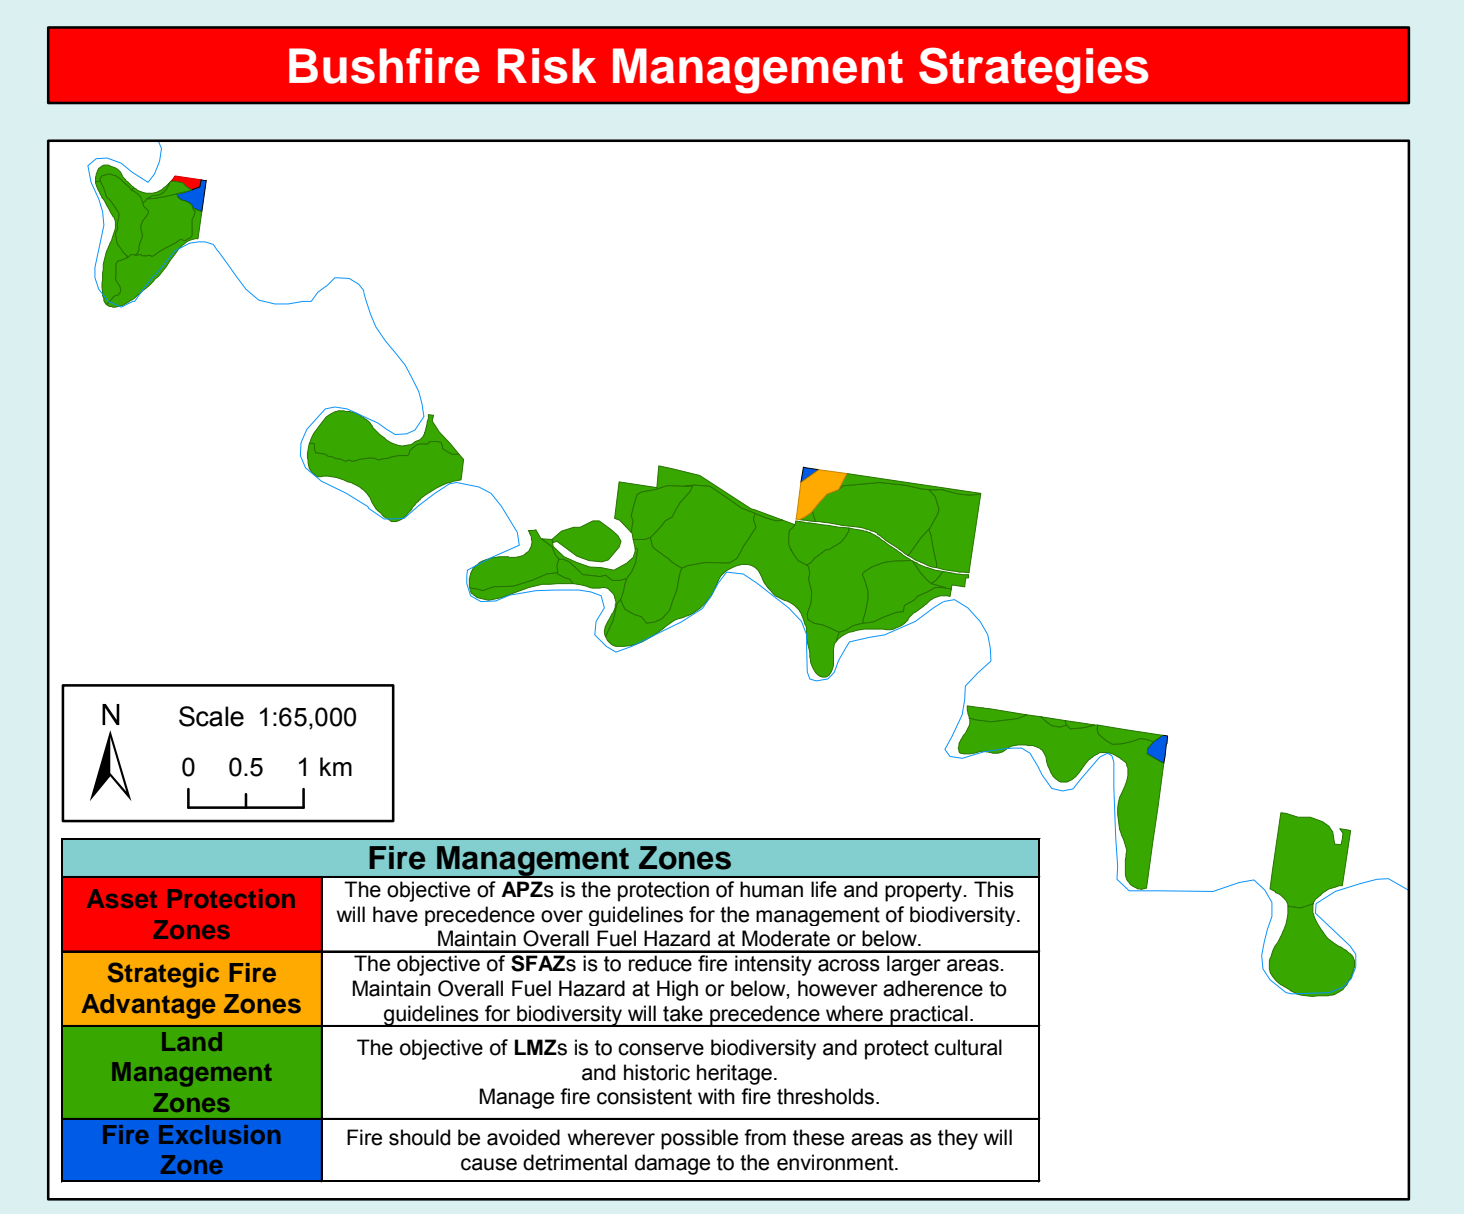 Bushfire Risk Management Strategies
N
Scale 1:65,000
0 0.5 1 km
Fire Management Zones
Asset Protection
Zones
The objective of APZs is the protection of human life and property. This
will have precedence over guidelines for the management of biodiversity.
Maintain Overall Fuel Hazard at Moderate or below.
Strategic Fire
Advantage Zones
The objective of SFAZs is to reduce fire intensity across larger areas.
Maintain Overall Fuel Hazard at High or below, however adherence to
guidelines for biodiversity will take precedence where practical.
Land
Management
Zones
The objective of LMZs is to conserve biodiversity and protect cultural
and historic heritage.
Manage fire consistent with fire thresholds.
Fire Exclusion
Zone
Fire should be avoided wherever possible from these areas as they will
cause detrimental damage to the environment.